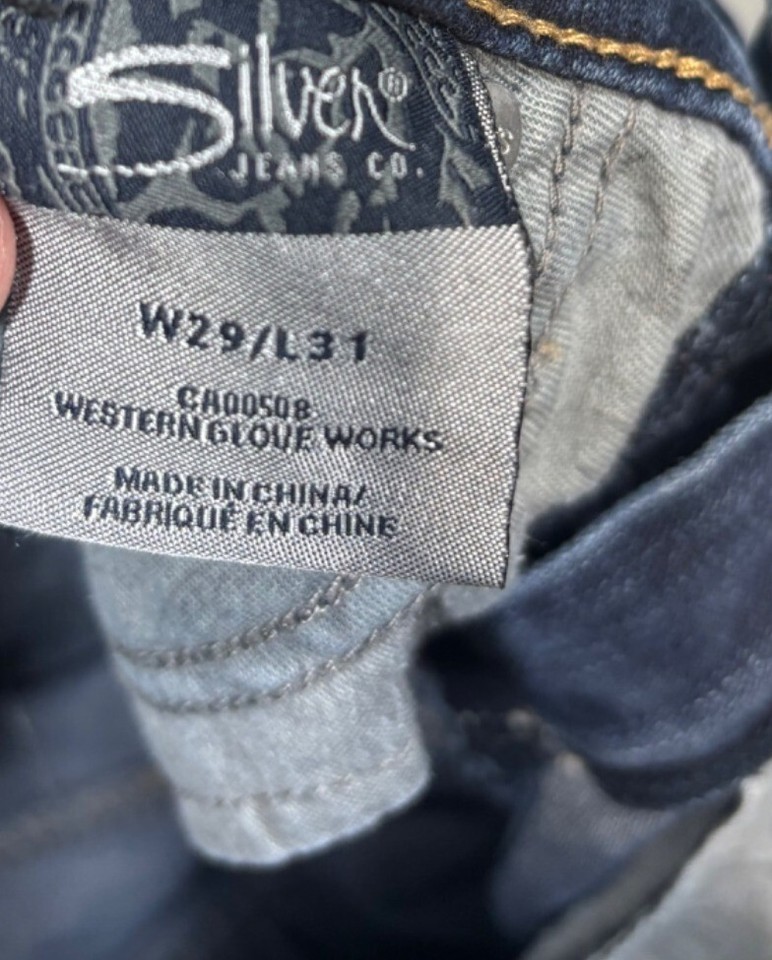 Silver®
JEANS CO.
W29/L31
CA00508
WESTERN GLOVE WORKS
MADE IN CHINA/
FABRIQUÉ EN CHINE